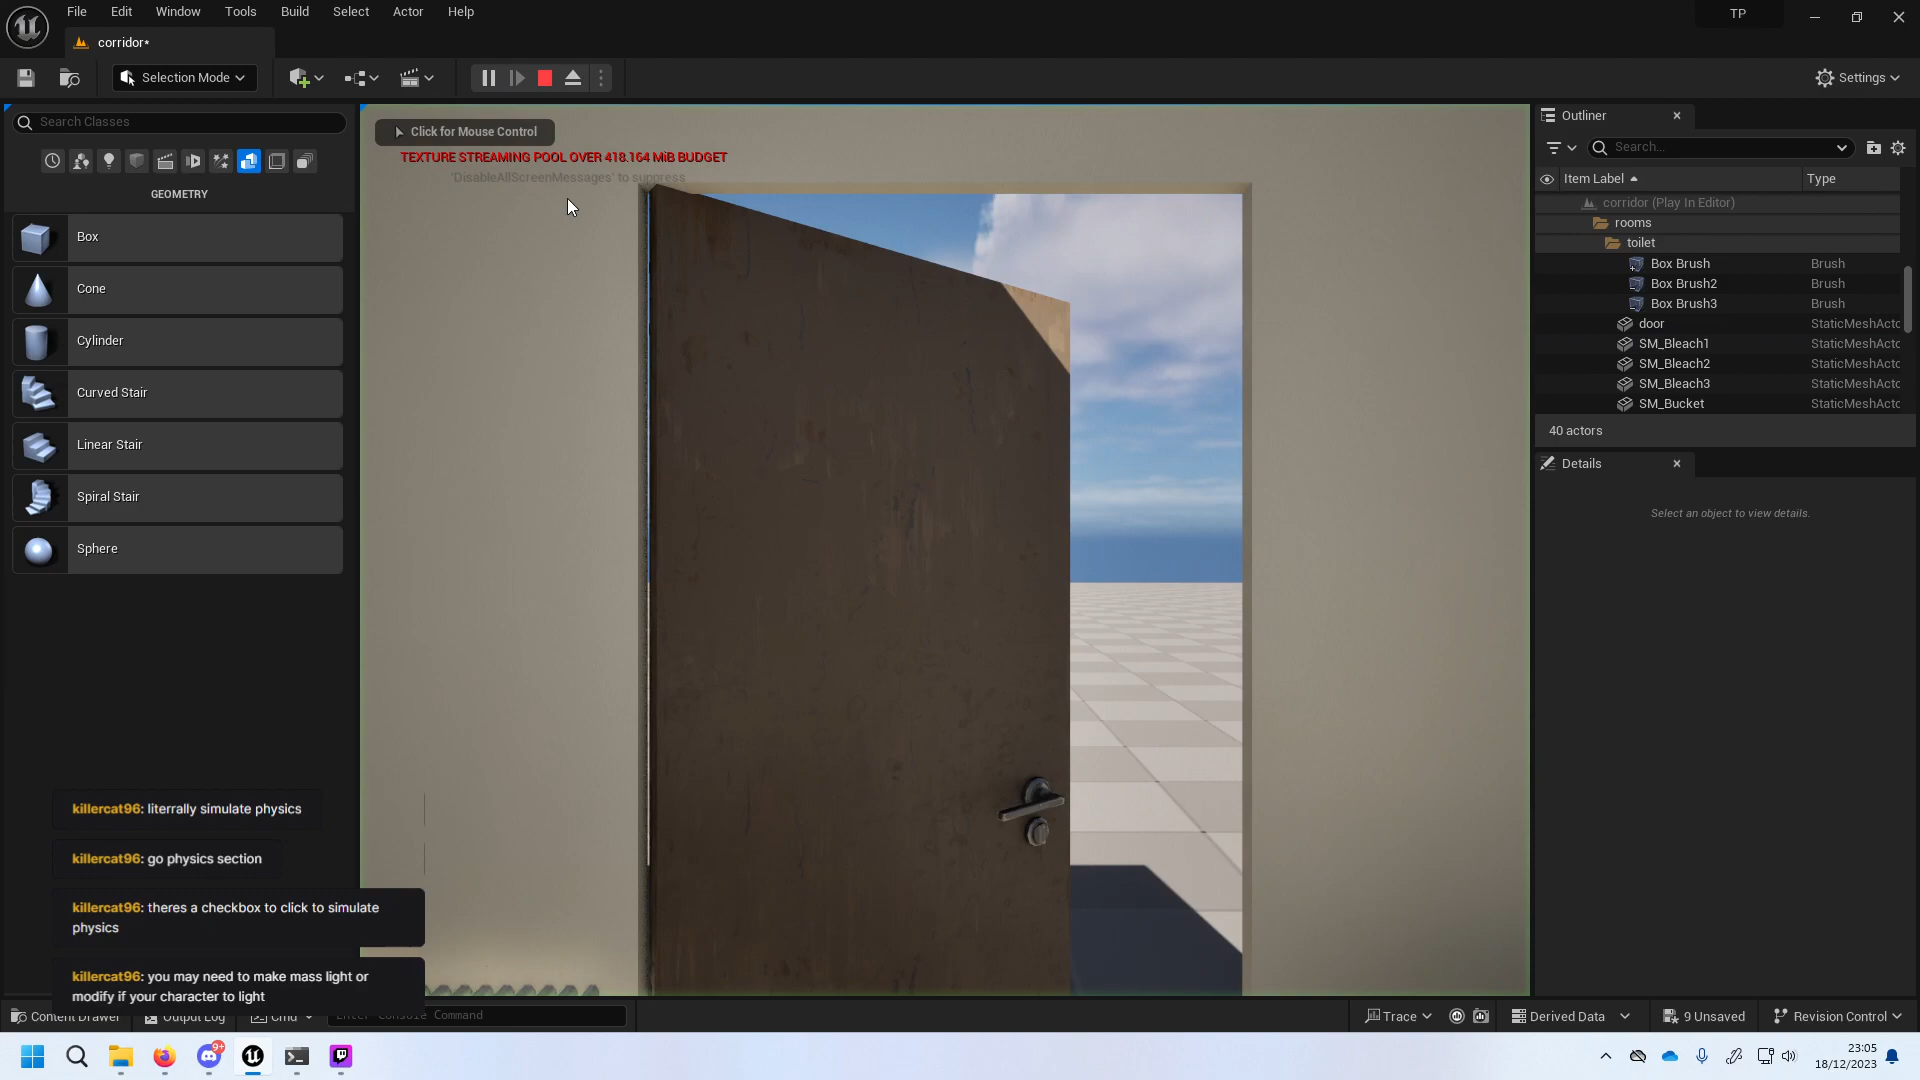 File Edit Window Tools Build Select Actor Help
TP
corridor*
Selection Mode
Settings
Search Classes
GEOMETRY
Box
Cone
Cylinder
Curved Stair
Linear Stair
Spiral Stair
Sphere
Click for Mouse Control
TEXTURE STREAMING POOL OVER 418.164 MiB BUDGET
'DisableAllScreenMessages' to suppress
Outliner
Search...
Item Label Type
corridor (Play In Editor)
rooms
toilet
Box Brush Brush
Box Brush2 Brush
Box Brush3 Brush
door StaticMeshActo
SM_Bleach1 StaticMeshActo
SM_Bleach2 StaticMeshActo
SM_Bleach3 StaticMeshActo
SM_Bucket StaticMeshActo
40 actors
Details
Select an object to view details.
killercat96: literrally simulate physics
killercat96: go physics section
killercat96: theres a checkbox to click to simulate
physics
killercat96: you may need to make mass light or
modify if your character to light
Content Drawer Output Log Cmd Enter Console Command
Trace Derived Data 9 Unsaved Revision Control
9+
23:05
18/12/2023